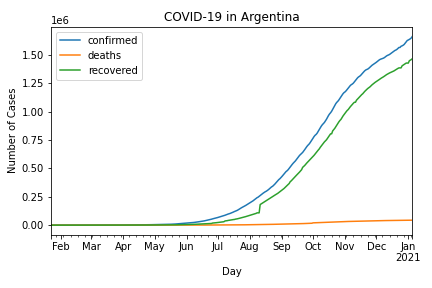 COVID-19 in Argentina
1e6
confirmed
deaths
recovered
1.50
1.25
1.00
0.75
0.50
0.25
0.00
Number of Cases
Feb Mar Apr May Jun Jul Aug Sep Oct Nov Dec Jan
2021
Day